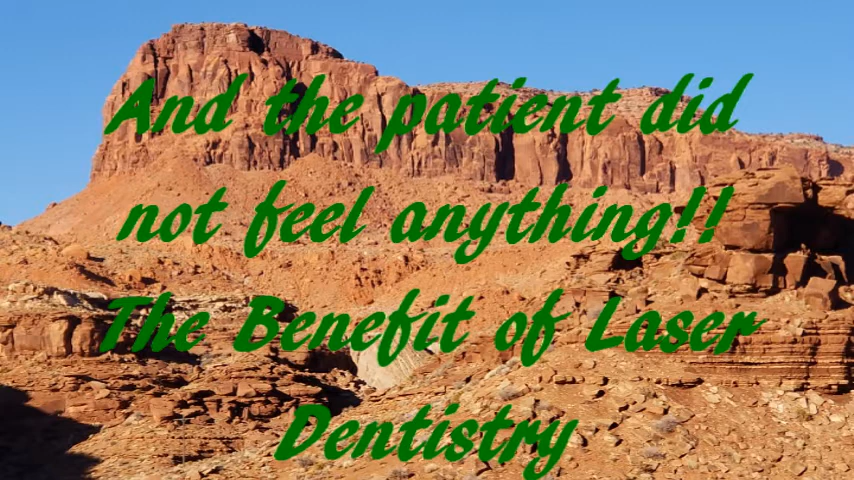 And the patient did
not feel anything!!
The Benefit of Laser
Dentistry